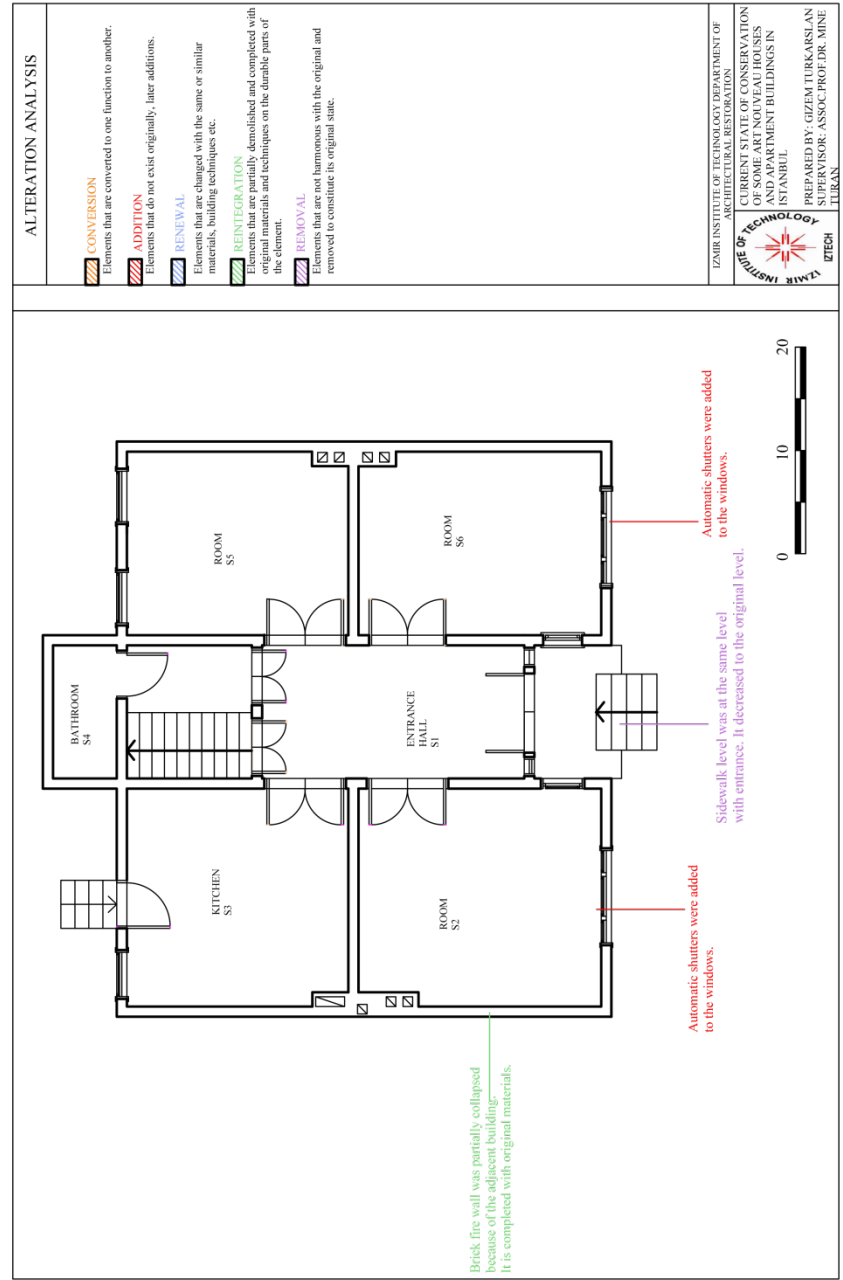 ALTERATION ANALYSIS
CONVERSION
Elements that are converted to one function to another.
ADDITION
Elements that do not exist originally, later additions.
RENEWAL
Elements that are changed with the same or similar
materials, building techniques etc.
REINTEGRATION
Elements that are partially demolished and completed with
original materials and techniques on the durable parts of
the element.
REMOVAL
Elements that are not harmonous with the original and
removed to constitute its original state.
IZMIR INSTITUTE OF TECHNOLOGY DEPARTMENT OF
ARCHITECTURAL RESTORATION
IZMIR INSTITUTE OF TECHNOLOGY
IZTECH
CURRENT STATE OF CONSERVATION
OF SOME ART NOUVEAU HOUSES
AND APARTMENT BUILDINGS IN
ISTANBUL
PREPARED BY: GIZEM TURKARSLAN
SUPERVISOR: ASSOC.PROF.DR. MINE
TURAN
BATHROOM
S4
KITCHEN
S3
ROOM
S5
ENTRANCE
HALL
S1
ROOM
S2
ROOM
S6
Brick fire wall was partially collapsed
because of the adjacent building.
It is completed with original materials.
Automatic shutters were added
to the windows.
Sidewalk level was at the same level
with entrance. It decreased to the original level.
Automatic shutters were added
to the windows.
0 10 20